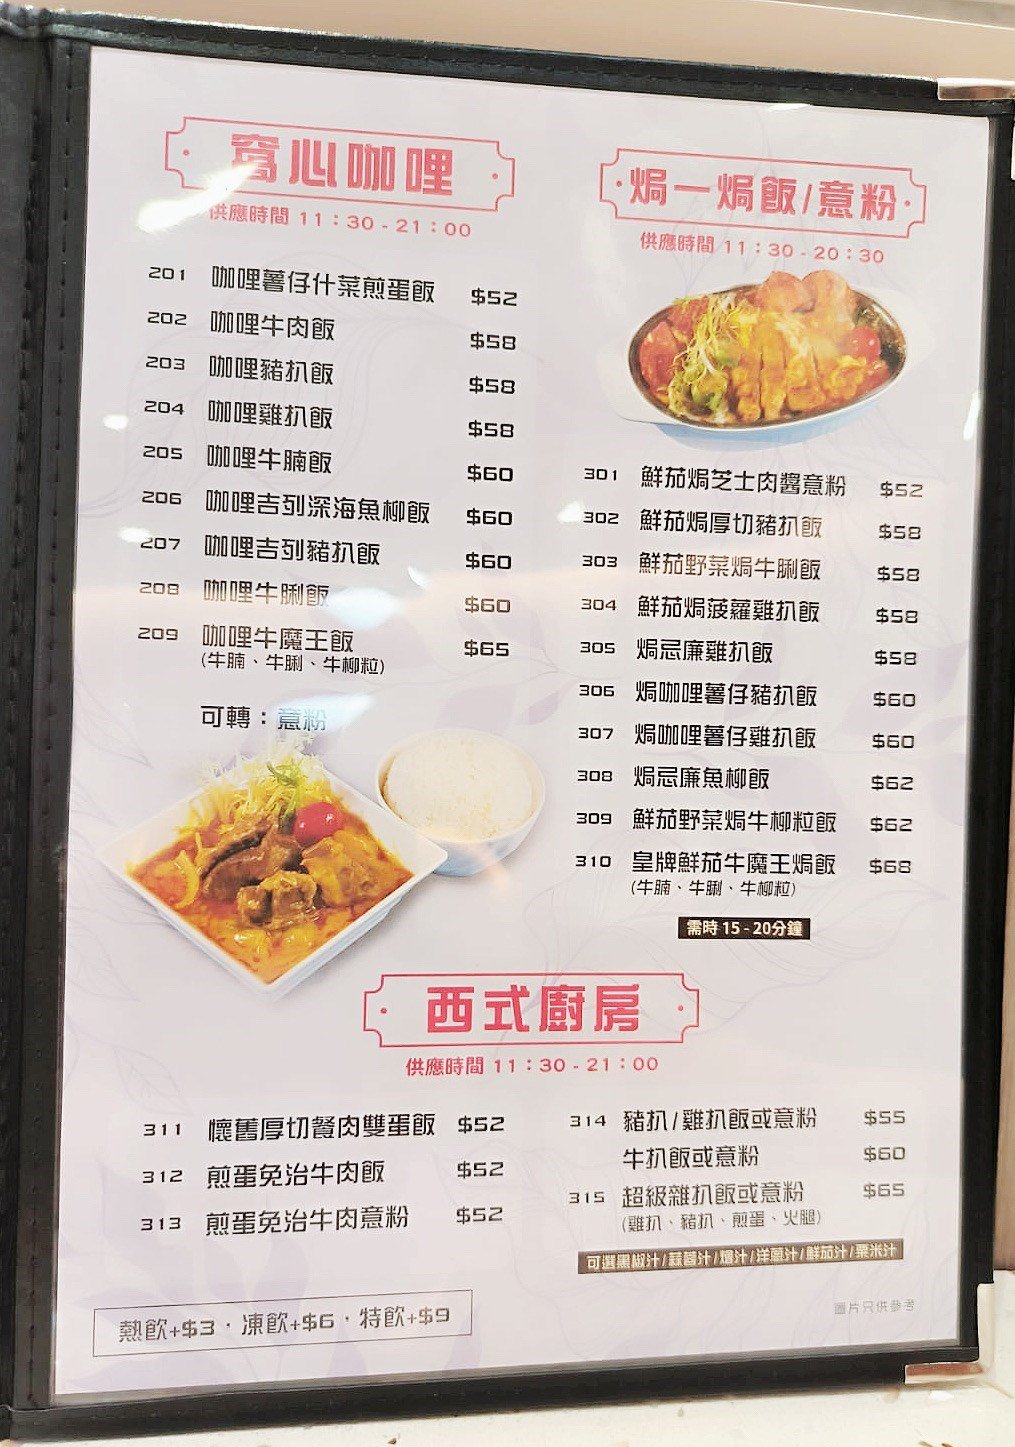 窩心咖哩
供應時間 11：30 - 21：00
201 咖哩薯仔什菜煎蛋飯 $52
202 咖哩牛肉飯 $58
203 咖哩豬扒飯 $58
204 咖哩雞扒飯 $58
205 咖哩牛腩飯 $60
206 咖哩吉列深海魚柳飯 $60
207 咖哩吉列豬扒飯 $60
208 咖哩牛脷飯 $60
209 咖哩牛魔王飯 $65
(牛腩、牛脷、牛柳粒)
可轉：意粉
焗一焗飯/意粉
供應時間 11：30 - 20：30
301 鮮茄焗芝士肉醬意粉 $52
302 鮮茄焗厚切豬扒飯 $58
303 鮮茄野菜焗牛脷飯 $58
304 鮮茄焗菠蘿雞扒飯 $58
305 焗忌廉雞扒飯 $58
306 焗咖哩薯仔豬扒飯 $60
307 焗咖哩薯仔雞扒飯 $60
308 焗忌廉魚柳飯 $62
309 鮮茄野菜焗牛柳粒飯 $62
310 皇牌鮮茄牛魔王焗飯 $68
(牛腩、牛脷、牛柳粒)
需時 15 - 20分鐘
西式廚房
供應時間 11：30 - 21：00
311 懷舊厚切餐肉雙蛋飯 $52
312 煎蛋免治牛肉飯 $52
313 煎蛋免治牛肉意粉 $52
314 豬扒/雞扒飯或意粉 $55
牛扒飯或意粉 $60
315 超級雜扒飯或意粉 $65
(雞扒、豬扒、煎蛋、火腿)
可選黑椒汁/蒜蓉汁/燒汁/洋蔥汁/鮮茄汁/粟米汁
熱飲+$3・凍飲+$6・特飲+$9
圖片只供參考